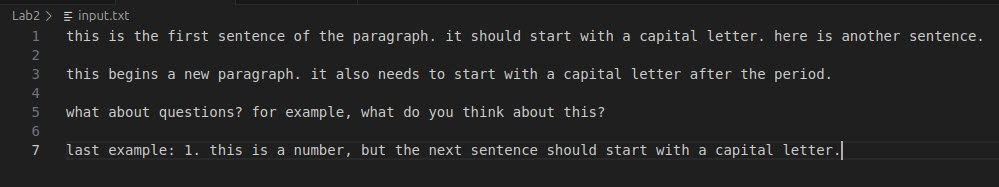 Lab2 > input.txt
1 this is the first sentence of the paragraph. it should start with a capital letter. here is another sentence.
2
3 this begins a new paragraph. it also needs to start with a capital letter after the period.
4
5 what about questions? for example, what do you think about this?
6
7 last example: 1. this is a number, but the next sentence should start with a capital letter.